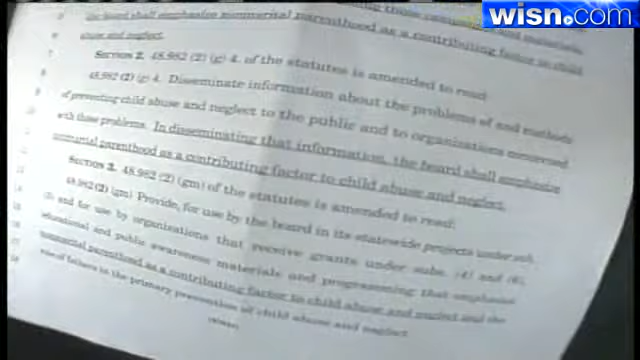 wisn.com
the board shall emphasize nonmarital parenthood as a contributing factor to child
abuse and neglect.
SECTION 2. 48.982 (2) (g) 4. of the statutes is amended to read:
48.982 (2) (g) 4. Disseminate information about the problems of and methods
of preventing child abuse and neglect to the public and to organizations concerned
with those problems. In disseminating that information, the board shall emphasize
nonmarital parenthood as a contributing factor to child abuse and neglect.
SECTION 3. 48.982 (2) (gm) of the statutes is amended to read:
48.982 (2) (gm) Provide, for use by the board in its statewide projects under sub.
and for use by organizations that receive grants under subs. (4) and (6),
educational and public awareness materials and programming that emphasize
nonmarital parenthood as a contributing factor to child abuse and neglect and the
role of fathers in the primary prevention of child abuse and neglect.